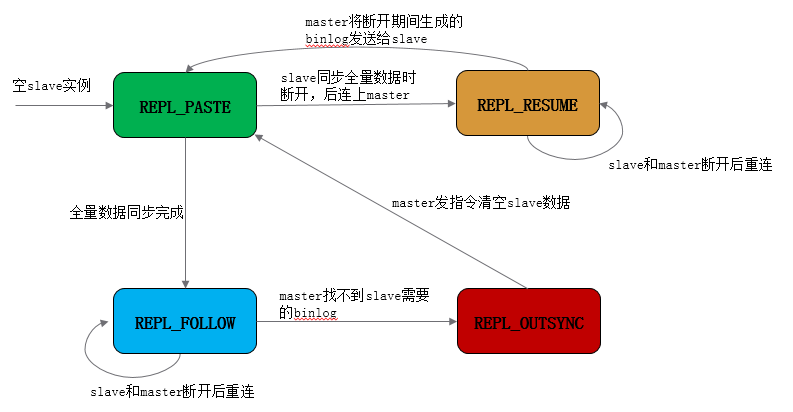 master将断开期间生成的
binlog发送给slave
空slave实例
slave同步全量数据时
断开，后连上master
REPL_PASTE
REPL_RESUME
slave和master断开后重连
master发指令清空slave数据
全量数据同步完成
master找不到slave需要
的binlog
REPL_FOLLOW
REPL_OUTSYNC
slave和master断开后重连